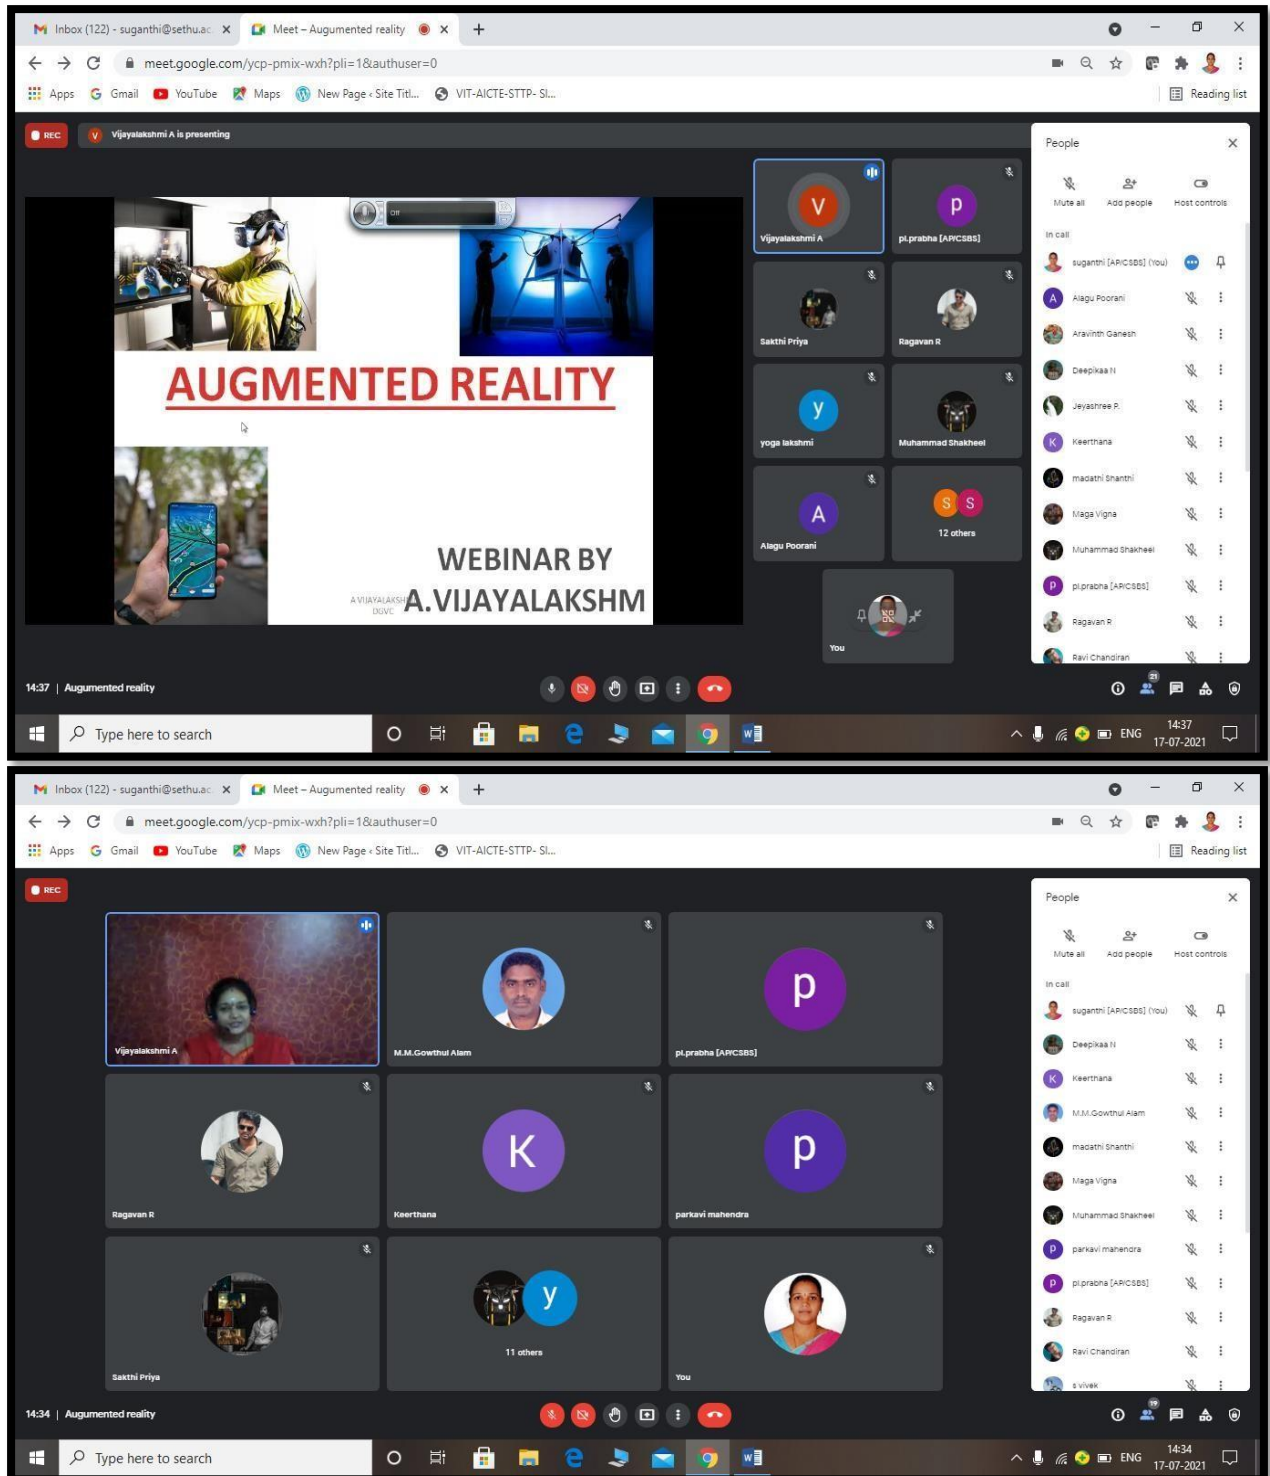 Inbox (122) - suganthi@sethu.ac. Meet – Augumented reality
meet.google.com/ycp-pmix-wxh?pli=1&authuser=0
Apps Gmail YouTube Maps New Page ‹ Site Titl... VIT-AICTE-STTP- Sl... Reading list
REC V Vijayalakshmi A is presenting
People
Mute all Add people Host controls
In call
suganthi [AP/CSBS] (You)
A Alagu Poorani
Aravinth Ganesh
Deepikaa N
Jeyashree P.
K Keerthana
madathi Shanthi
Maga Vigna
Muhammad Shakheel
p pl.prabha [AP/CSBS]
Ragavan R
Ravi Chandiran
Off
AUGMENTED REALITY
WEBINAR BY
A.VIJAYALAKSHM
DGVC
V p
Vijayalakshmi A pl.prabha [AP/CSBS]
Sakthi Priya Ragavan R
y
yoga lakshmi Muhammad Shakheel
A S S
Alagu Poorani 12 others
You
14:37 | Augumented reality 21
Type here to search ENG 14:37
17-07-2021
Inbox (122) - suganthi@sethu.ac. Meet – Augumented reality
meet.google.com/ycp-pmix-wxh?pli=1&authuser=0
Apps Gmail YouTube Maps New Page ‹ Site Titl... VIT-AICTE-STTP- Sl... Reading list
REC
p
Vijayalakshmi A M.M.Gowthul Alam pl.prabha [AP/CSBS]
K p
Ragavan R Keerthana parkavi mahendra
y
11 others
Sakthi Priya You
People
Mute all Add people Host controls
In call
suganthi [AP/CSBS] (You)
Deepikaa N
K Keerthana
M.M.Gowthul Alam
madathi Shanthi
Maga Vigna
Muhammad Shakheel
p parkavi mahendra
p pl.prabha [AP/CSBS]
Ragavan R
Ravi Chandiran
s vivek
14:34 | Augumented reality 19
Type here to search ENG 14:34
17-07-2021